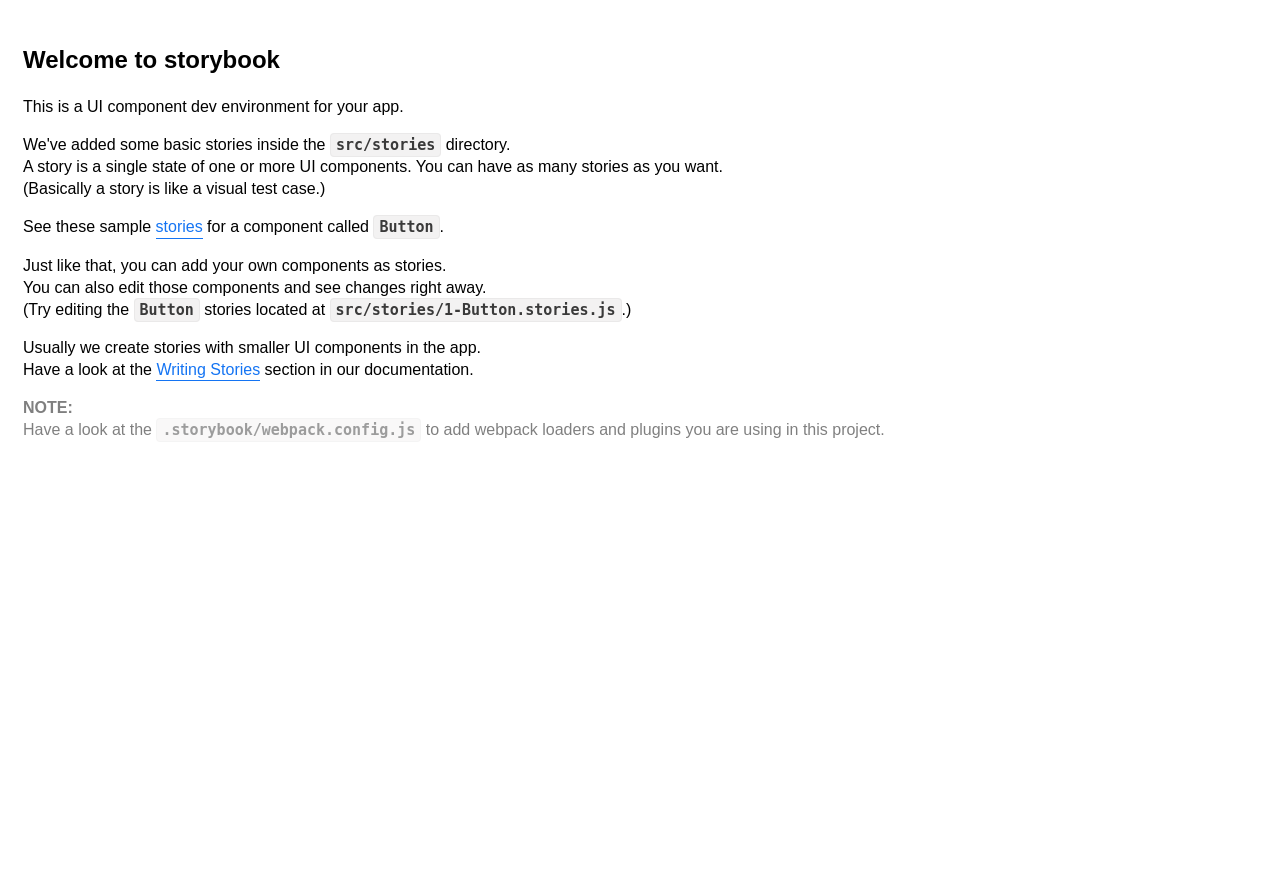 Welcome to storybook
This is a UI component dev environment for your app.
We've added some basic stories inside the src/stories directory.
A story is a single state of one or more UI components. You can have as many stories as you want.
(Basically a story is like a visual test case.)
See these sample stories for a component called Button.
Just like that, you can add your own components as stories.
You can also edit those components and see changes right away.
(Try editing the Button stories located at src/stories/1-Button.stories.js.)
Usually we create stories with smaller UI components in the app.
Have a look at the Writing Stories section in our documentation.
NOTE:
Have a look at the .storybook/webpack.config.js to add webpack loaders and plugins you are using in this project.